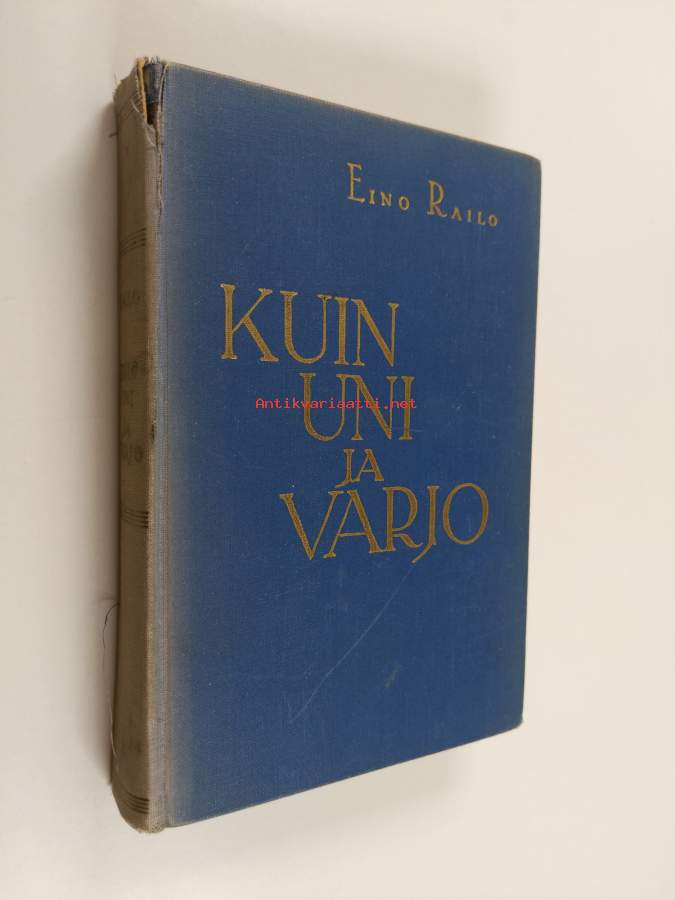 EINO RAILO
KUIN
UNI
JA
VARJO
Antikvariaatti.net